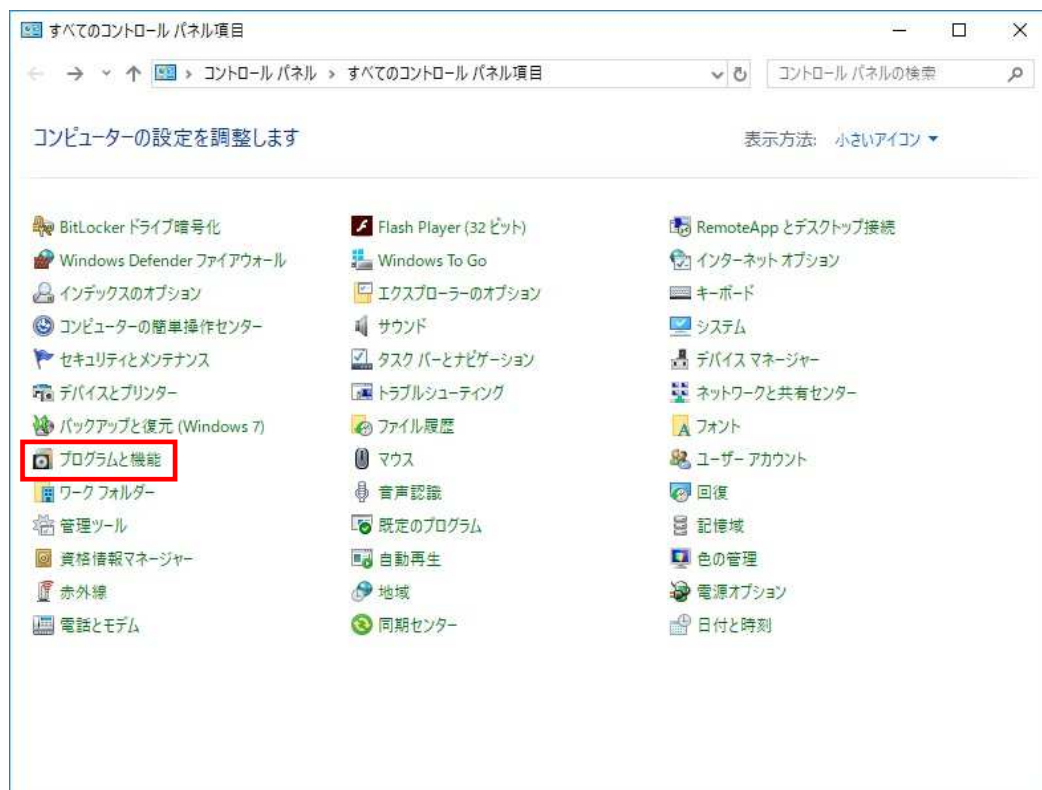 すべてのコントロール パネル項目
コントロール パネル › すべてのコントロール パネル項目
コントロール パネルの検索
コンピューターの設定を調整します
表示方法: 小さいアイコン
BitLocker ドライブ暗号化
Flash Player (32 ビット)
RemoteApp とデスクトップ接続
Windows Defender ファイアウォール
Windows To Go
インターネット オプション
インデックスのオプション
エクスプローラーのオプション
キーボード
コンピューターの簡単操作センター
サウンド
システム
セキュリティとメンテナンス
タスク バーとナビゲーション
デバイス マネージャー
デバイスとプリンター
トラブルシューティング
ネットワークと共有センター
バックアップと復元 (Windows 7)
ファイル履歴
フォント
プログラムと機能
マウス
ユーザー アカウント
ワーク フォルダー
音声認識
回復
管理ツール
既定のプログラム
記憶域
資格情報マネージャー
自動再生
色の管理
赤外線
地域
電源オプション
電話とモデム
同期センター
日付と時刻